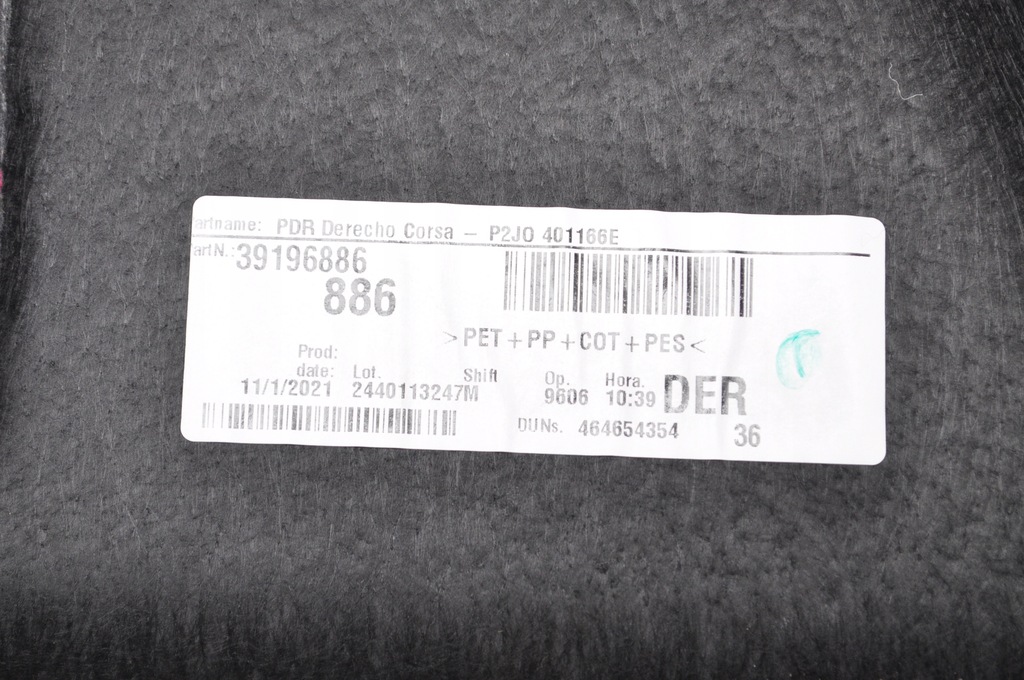 artname: PDR Derecho Corsa – P2JO 401166E
artN.: 39196886
886
>PET+PP+COT+PES<
Prod: date: 11/1/2021
Lot. 2440113247M
Shift
Op. 9606
Hora. 10:39
DER
DUNs. 464654354
36